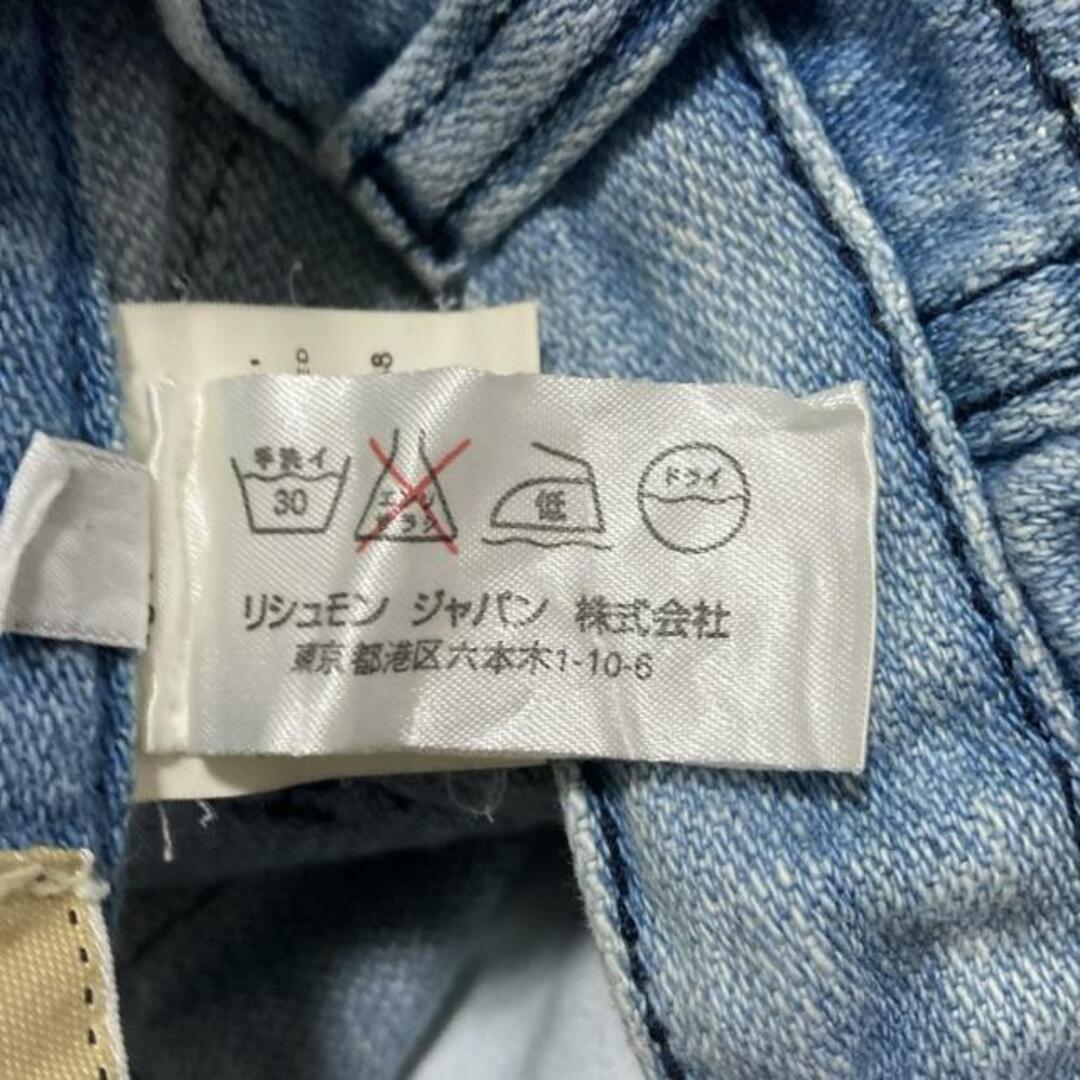 手洗イ
30
エンソ
サラシ
低
ドライ
リシュモン ジャパン 株式会社
東京都港区六本木1-10-6